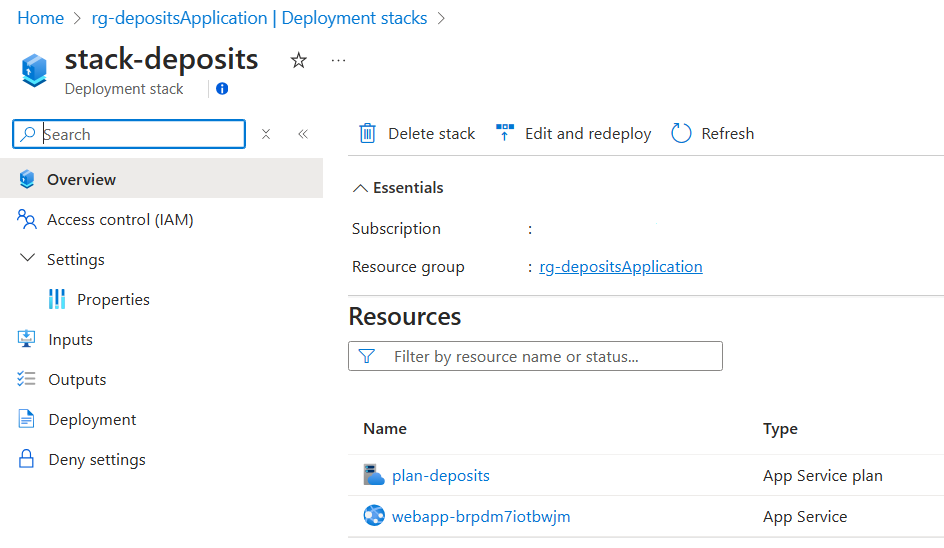 Home > rg-depositsApplication | Deployment stacks >
stack-deposits ☆ ...
Deployment stack
Search
Overview
Access control (IAM)
Settings
Properties
Inputs
Outputs
Deployment
Deny settings
Delete stack Edit and redeploy Refresh
Essentials
Subscription :
Resource group : rg-depositsApplication
Resources
Filter by resource name or status...
Name Type
plan-deposits App Service plan
webapp-brpdm7iotbwjm App Service